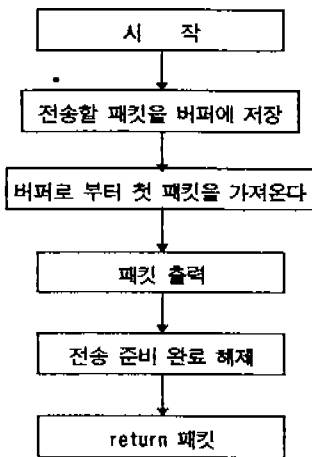 시 작
전송할 패킷을 버퍼에 저장
버퍼로 부터 첫 패킷을 가져온다
패킷 출력
전송 준비 완료 해제
return 패킷